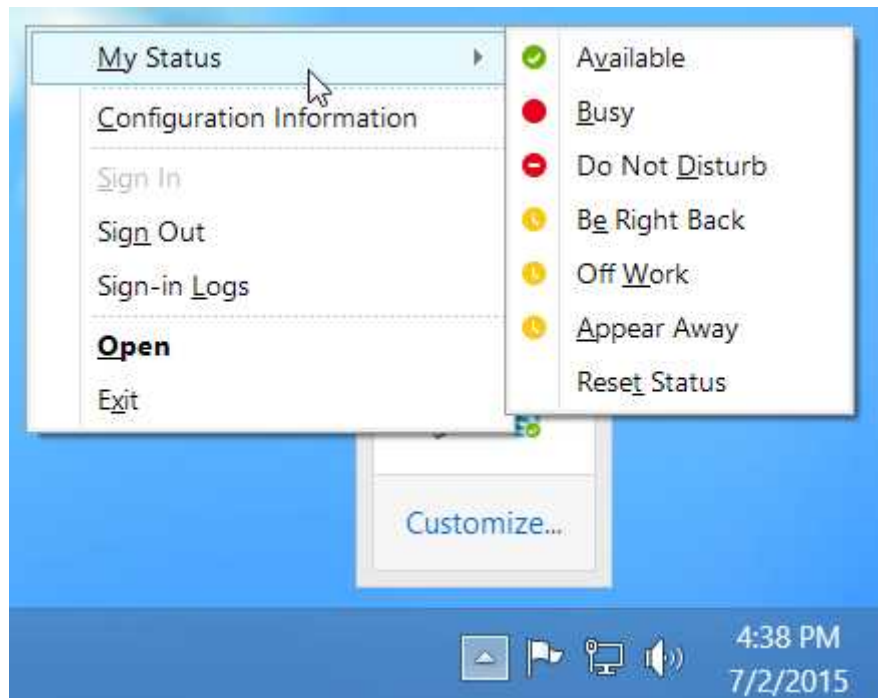 My Status
Configuration Information
Sign In
Sign Out
Sign-in Logs
Open
Exit
Available
Busy
Do Not Disturb
Be Right Back
Off Work
Appear Away
Reset Status
Customize...
4:38 PM
7/2/2015